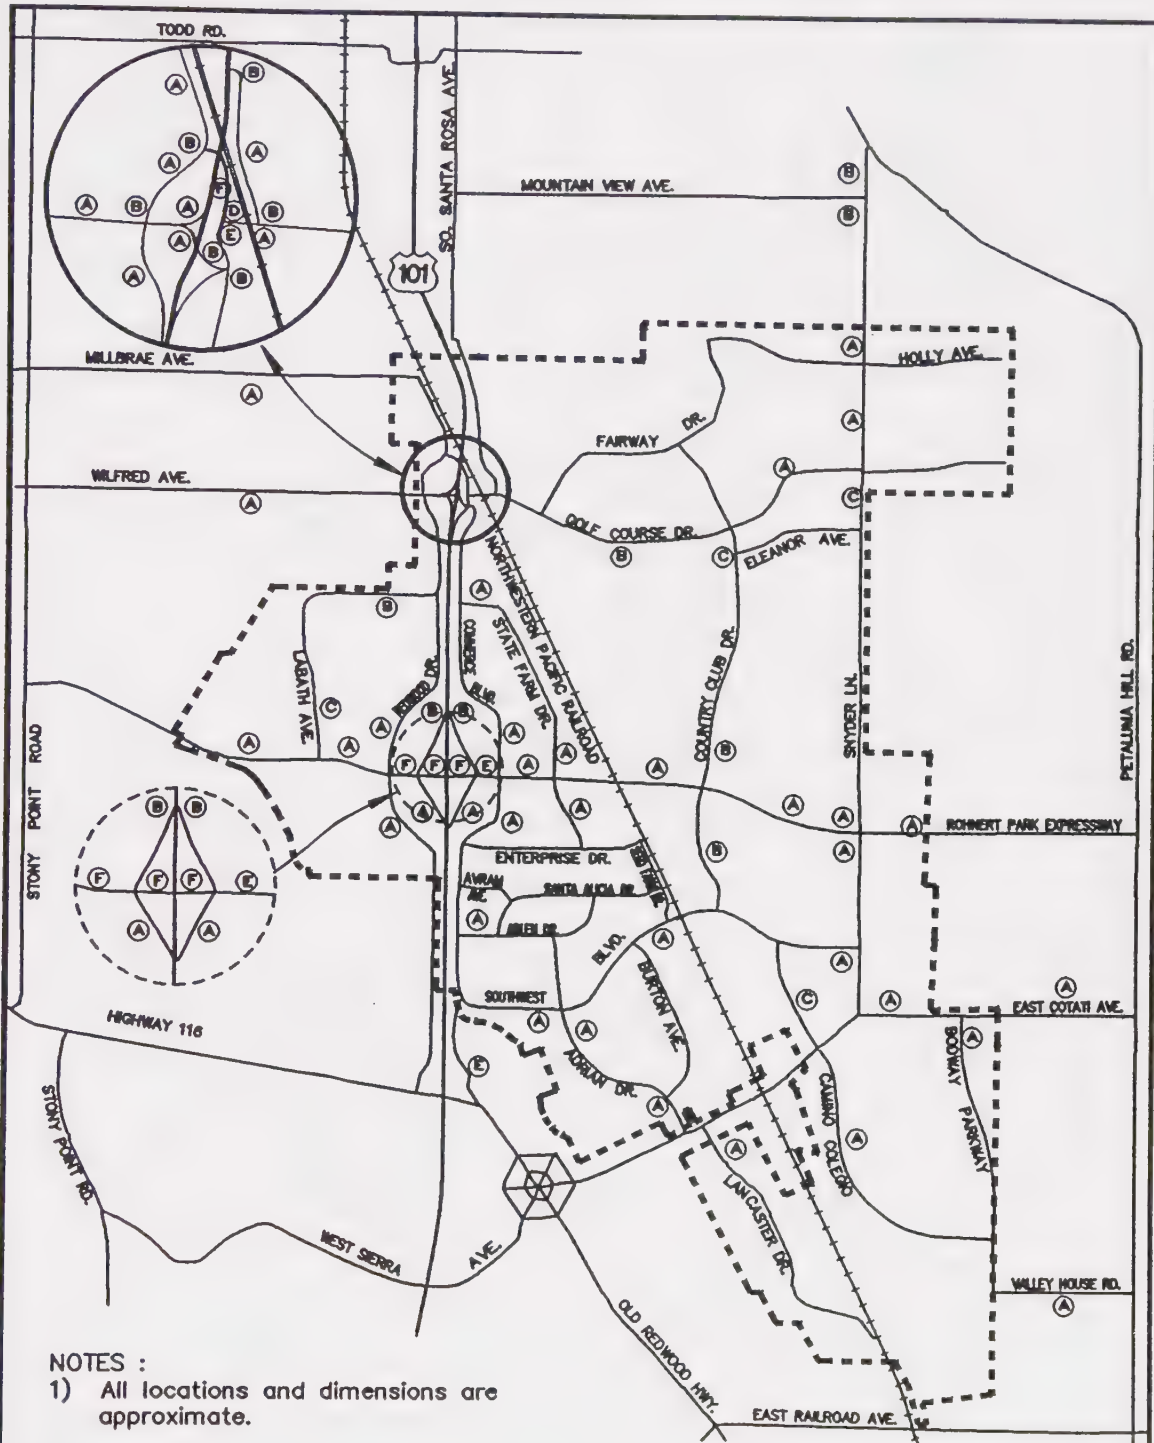 TODD RD.
SO. SANTA ROSA AVE.
MOUNTAIN VIEW AVE.
101
MILLBRAE AVE.
HOLLY AVE.
FAIRWAY DR.
WILFRED AVE.
GOLF COURSE DR.
ELEANOR AVE.
NORTHWESTERN PACIFIC RAILROAD
STATE FARM DR.
COMMERCE BLVD.
REDWOOD DR.
LABATH AVE.
COUNTRY CLUB DR.
SNYDER LN.
PETALUMA HILL RD.
STONY POINT ROAD
ROHNERT PARK EXPRESSWAY
ENTERPRISE DR.
AVRAM AVE.
SANTA ALICIA DR.
ARLEN DR.
SOUTHWEST BLVD.
BURTON AVE.
ADRIAN DR.
EAST COTATI AVE.
BODWAY PARKWAY
CAMINO COLEGIO
HIGHWAY 116
STONY POINT RD.
LANCASTER DR.
WEST SIERRA AVE.
VALLEY HOUSE RD.
OLD REDWOOD HWY.
EAST RAILROAD AVE.
A
B
C
D
E
F
NOTES :
1) All locations and dimensions are
approximate.